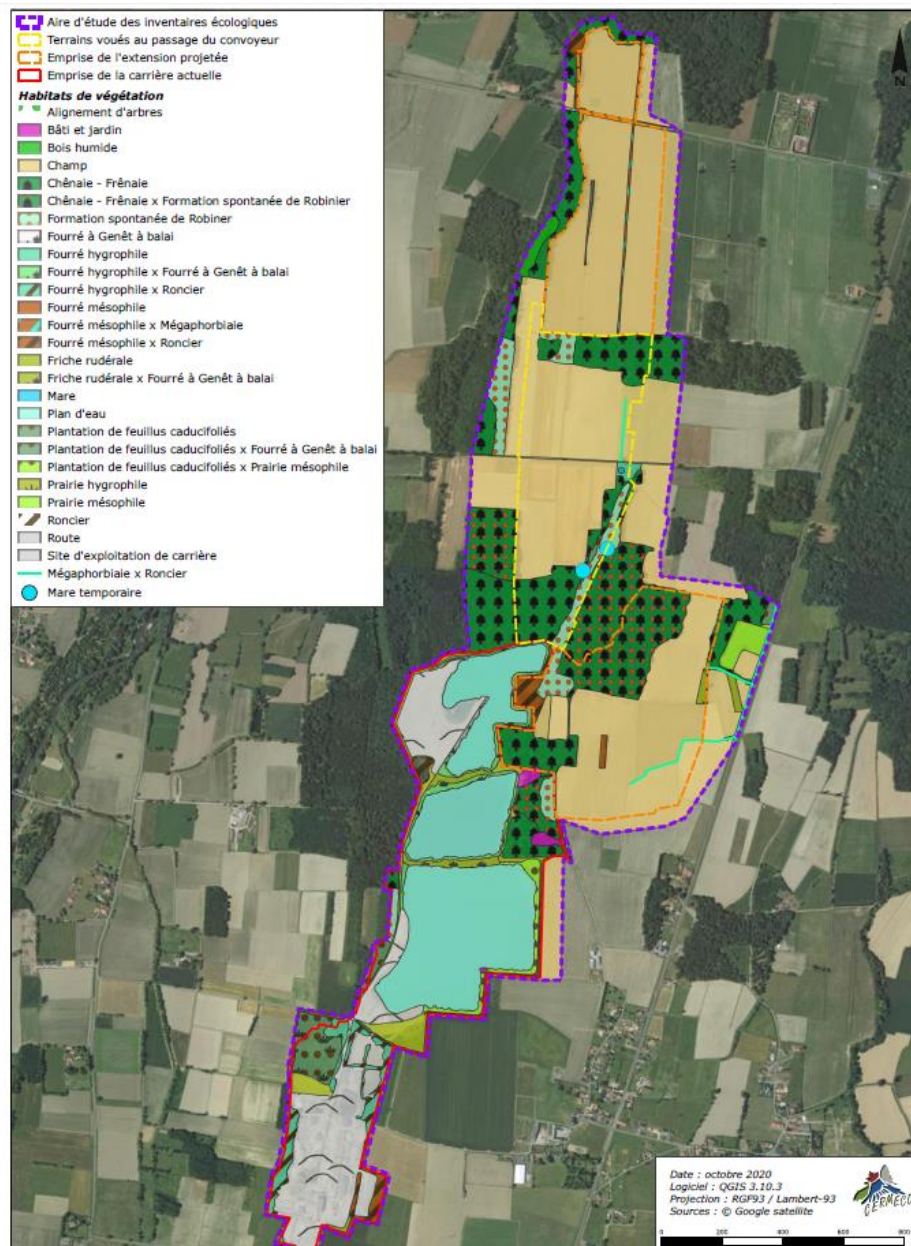 Aire d'étude des inventaires écologiques
Terrains voués au passage du convoyeur
Emprise de l'extension projetée
Emprise de la carrière actuelle
Habitats de végétation
Alignement d'arbres
Bâti et jardin
Bois humide
Champ
Chênaie - Frênaie
Chênaie - Frênaie x Formation spontanée de Robinier
Formation spontanée de Robiner
Fourré à Genêt à balai
Fourré hygrophile
Fourré hygrophile x Fourré à Genêt à balai
Fourré hygrophile x Roncier
Fourré mésophile
Fourré mésophile x Mégaphorbiaie
Fourré mésophile x Roncier
Friche rudérale
Friche rudérale x Fourré à Genêt à balai
Mare
Plan d'eau
Plantation de feuillus caducifoliés
Plantation de feuillus caducifoliés x Fourré à Genêt à balai
Plantation de feuillus caducifoliés x Prairie mésophile
Prairie hygrophile
Prairie mésophile
Roncier
Route
Site d'exploitation de carrière
Mégaphorbiaie x Roncier
Mare temporaire
N
Date : octobre 2020
Logiciel : QGIS 3.10.3
Projection : RGF93 / Lambert-93
Sources : © Google satellite
CERMECO
0 200 400 600 800